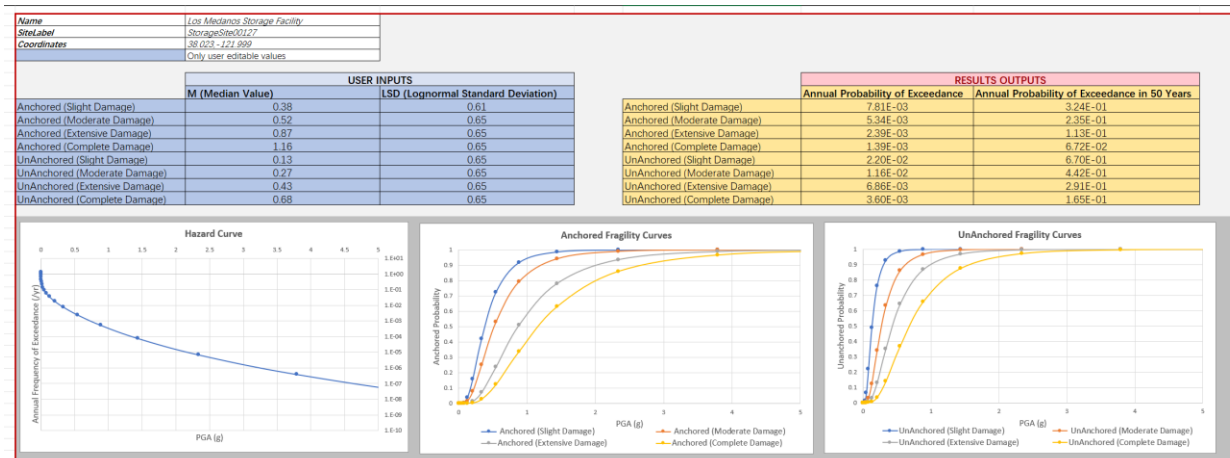 Name Los Medanos Storage Facility
SiteLabel StorageSite00127
Coordinates 38.023,-121.999
Only user editable values
USER INPUTS
M (Median Value) LSD (Lognormal Standard Deviation)
Anchored (Slight Damage) 0.38 0.61
Anchored (Moderate Damage) 0.52 0.65
Anchored (Extensive Damage) 0.87 0.65
Anchored (Complete Damage) 1.16 0.65
UnAnchored (Slight Damage) 0.13 0.65
UnAnchored (Moderate Damage) 0.27 0.65
UnAnchored (Extensive Damage) 0.43 0.65
UnAnchored (Complete Damage) 0.68 0.65
RESULTS OUTPUTS
Annual Probability of Exceedance Annual Probability of Exceedance in 50 Years
Anchored (Slight Damage) 7.81E-03 3.24E-01
Anchored (Moderate Damage) 5.34E-03 2.35E-01
Anchored (Extensive Damage) 2.39E-03 1.13E-01
Anchored (Complete Damage) 1.39E-03 6.72E-02
UnAnchored (Slight Damage) 2.20E-02 6.70E-01
UnAnchored (Moderate Damage) 1.16E-02 4.42E-01
UnAnchored (Extensive Damage) 6.86E-03 2.91E-01
UnAnchored (Complete Damage) 3.60E-03 1.65E-01
Hazard Curve
0 0.5 1 1.5 2 2.5 3 3.5 4 4.5 5
1.E+01
1.E+00
1.E-01
1.E-02
1.E-03
1.E-04
1.E-05
1.E-06
1.E-07
1.E-08
1.E-09
1.E-10
Annual Frequency of Exceedance (/yr)
PGA (g)
Anchored Fragility Curves
Anchored Probability
1
0.9
0.8
0.7
0.6
0.5
0.4
0.3
0.2
0.1
0
0 1 2 3 4 5
PGA (g)
Anchored (Slight Damage) Anchored (Moderate Damage)
Anchored (Extensive Damage) Anchored (Complete Damage)
UnAnchored Fragility Curves
Unanchored Probability
1
0.9
0.8
0.7
0.6
0.5
0.4
0.3
0.2
0.1
0
0 1 2 3 4 5
PGA (g)
UnAnchored (Slight Damage) UnAnchored (Moderate Damage)
UnAnchored (Extensive Damage) UnAnchored (Complete Damage)